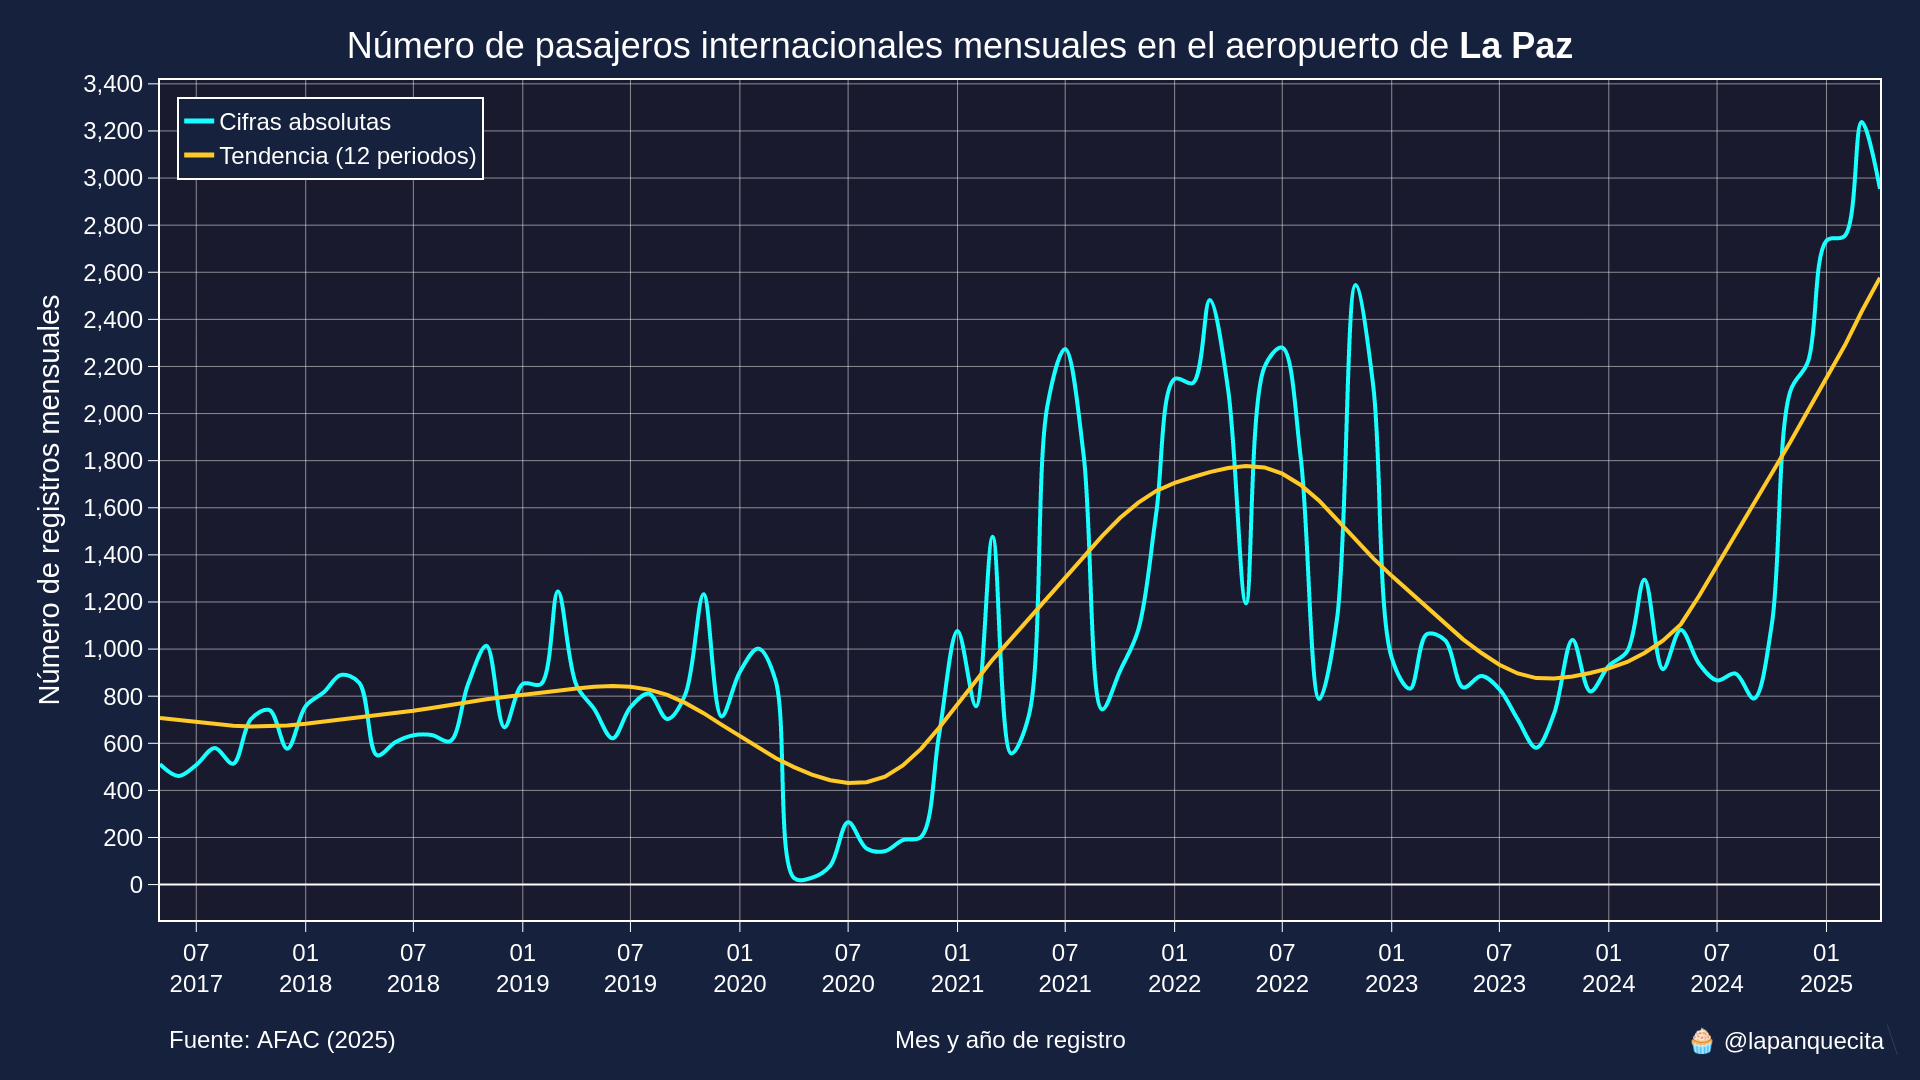 Número de pasajeros internacionales mensuales en el aeropuerto de La Paz
Cifras absolutas
Tendencia (12 periodos)
Número de registros mensuales
3,400
3,200
3,000
2,800
2,600
2,400
2,200
2,000
1,800
1,600
1,400
1,200
1,000
800
600
400
200
0
07 01 07 01 07 01 07 01 07 01 07 01 07 01 07 01
2017 2018 2018 2019 2019 2020 2020 2021 2021 2022 2022 2023 2023 2024 2024 2025
Fuente: AFAC (2025)
Mes y año de registro
🧁 @lapanquecita